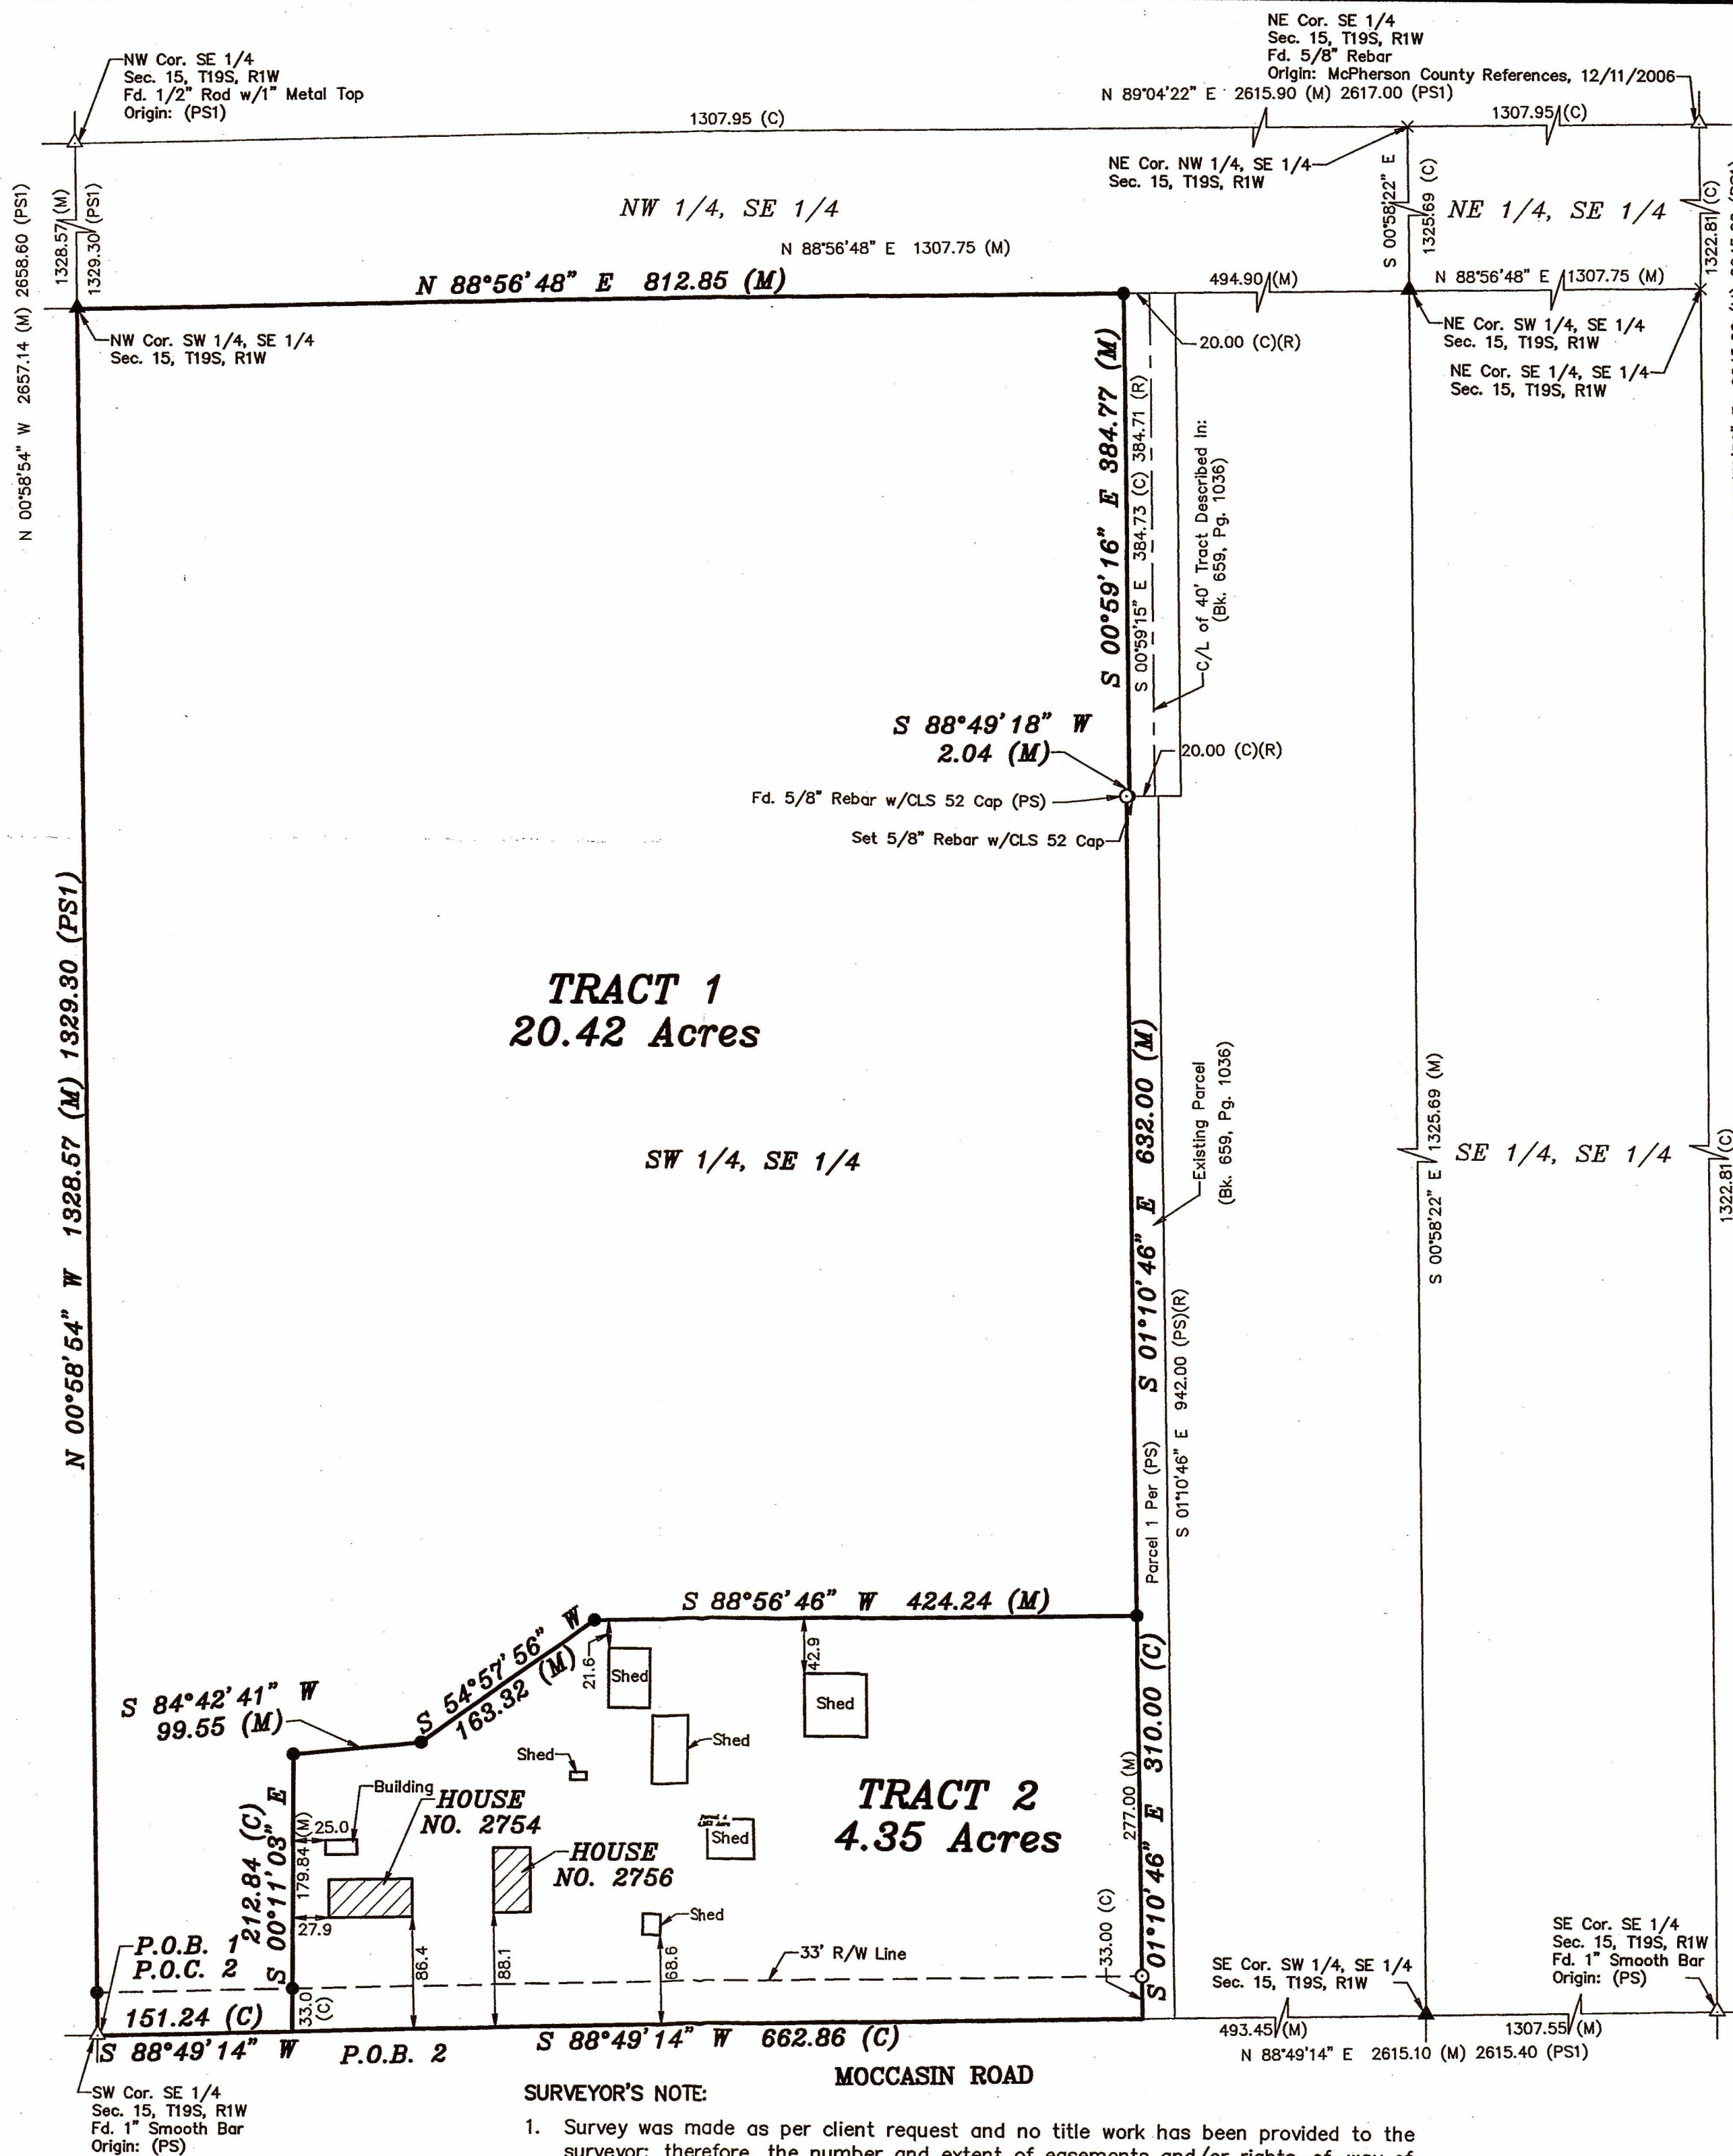 NE Cor. SE 1/4
Sec. 15, T19S, R1W
Fd. 5/8" Rebar
Origin: McPherson County References, 12/11/2006
N 89°04'22" E 2615.90 (M) 2617.00 (PS1)
NW Cor. SE 1/4
Sec. 15, T19S, R1W
Fd. 1/2" Rod w/1" Metal Top
Origin: (PS1)
1307.95 (C)
1307.95 (C)
NE Cor. NW 1/4, SE 1/4
Sec. 15, T19S, R1W
N 00°58'54" W 2657.14 (M) 2658.60 (PS1)
1328.57 (M)
1329.30 (PS1)
NW 1/4, SE 1/4
S 00°58'22" E
1325.69 (C)
NE 1/4, SE 1/4
1322.81 (C)
N 88°56'48" E 1307.75 (M)
N 88°56'48" E 812.85 (M)
494.90 (M)
N 88°56'48" E 1307.75 (M)
NW Cor. SW 1/4, SE 1/4
Sec. 15, T19S, R1W
20.00 (C)(R)
NE Cor. SW 1/4, SE 1/4
Sec. 15, T19S, R1W
NE Cor. SE 1/4, SE 1/4
Sec. 15, T19S, R1W
S 00°59'16" E 384.77 (M)
S 00°59'15" E 384.73 (C) 384.71 (R)
C/L of 40' Tract Described In:
(Bk. 659, Pg. 1036)
S 88°49'18" W
2.04 (M)
20.00 (C)(R)
Fd. 5/8" Rebar w/CLS 52 Cap (PS)
Set 5/8" Rebar w/CLS 52 Cap
N 00°58'54" W 1328.57 (M) 1329.30 (PS1)
TRACT 1
20.42 Acres
SW 1/4, SE 1/4
S 01°10'46" E 632.00 (M)
Existing Parcel
(Bk. 659, Pg. 1036)
S 00°58'22" E 1325.69 (M)
SE 1/4, SE 1/4
1322.81 (C)
Parcel 1 Per (PS)
S 01°10'46" E 942.00 (PS)(R)
S 88°56'46" W 424.24 (M)
S 54°57'56" W
163.32 (M)
S 84°42'41" W
99.55 (M)
21.6
Shed
42.9
Shed
Shed
Shed
S 01°10'46" E 310.00 (C)
277.00 (M)
TRACT 2
4.35 Acres
Building
HOUSE
NO. 2754
25.0
HOUSE
NO. 2756
Shed
212.84 (C)
S 00°11'03" E
179.84 (M)
27.9
Shed
86.4
88.1
68.6
33' R/W Line
33.00 (C)
P.O.B. 1
P.O.C. 2
33.0
(C)
151.24 (C)
S 88°49'14" W
P.O.B. 2
S 88°49'14" W 662.86 (C)
SE Cor. SW 1/4, SE 1/4
Sec. 15, T19S, R1W
SE Cor. SE 1/4
Sec. 15, T19S, R1W
Fd. 1" Smooth Bar
Origin: (PS)
493.45 (M)
1307.55 (M)
N 88°49'14" E 2615.10 (M) 2615.40 (PS1)
MOCCASIN ROAD
SW Cor. SE 1/4
Sec. 15, T19S, R1W
Fd. 1" Smooth Bar
Origin: (PS)
SURVEYOR'S NOTE:
1. Survey was made as per client request and no title work has been provided to the
surveyor; therefore, the number and extent of easements and/or rights-of-way of